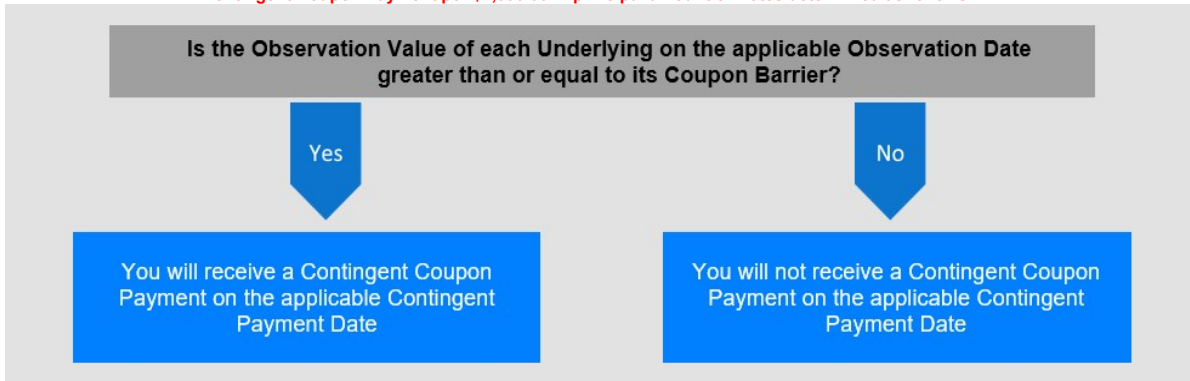 Is the Observation Value of each Underlying on the applicable Observation Date
greater than or equal to its Coupon Barrier?
Yes
No
You will receive a Contingent Coupon
Payment on the applicable Contingent
Payment Date
You will not receive a Contingent Coupon
Payment on the applicable Contingent
Payment Date